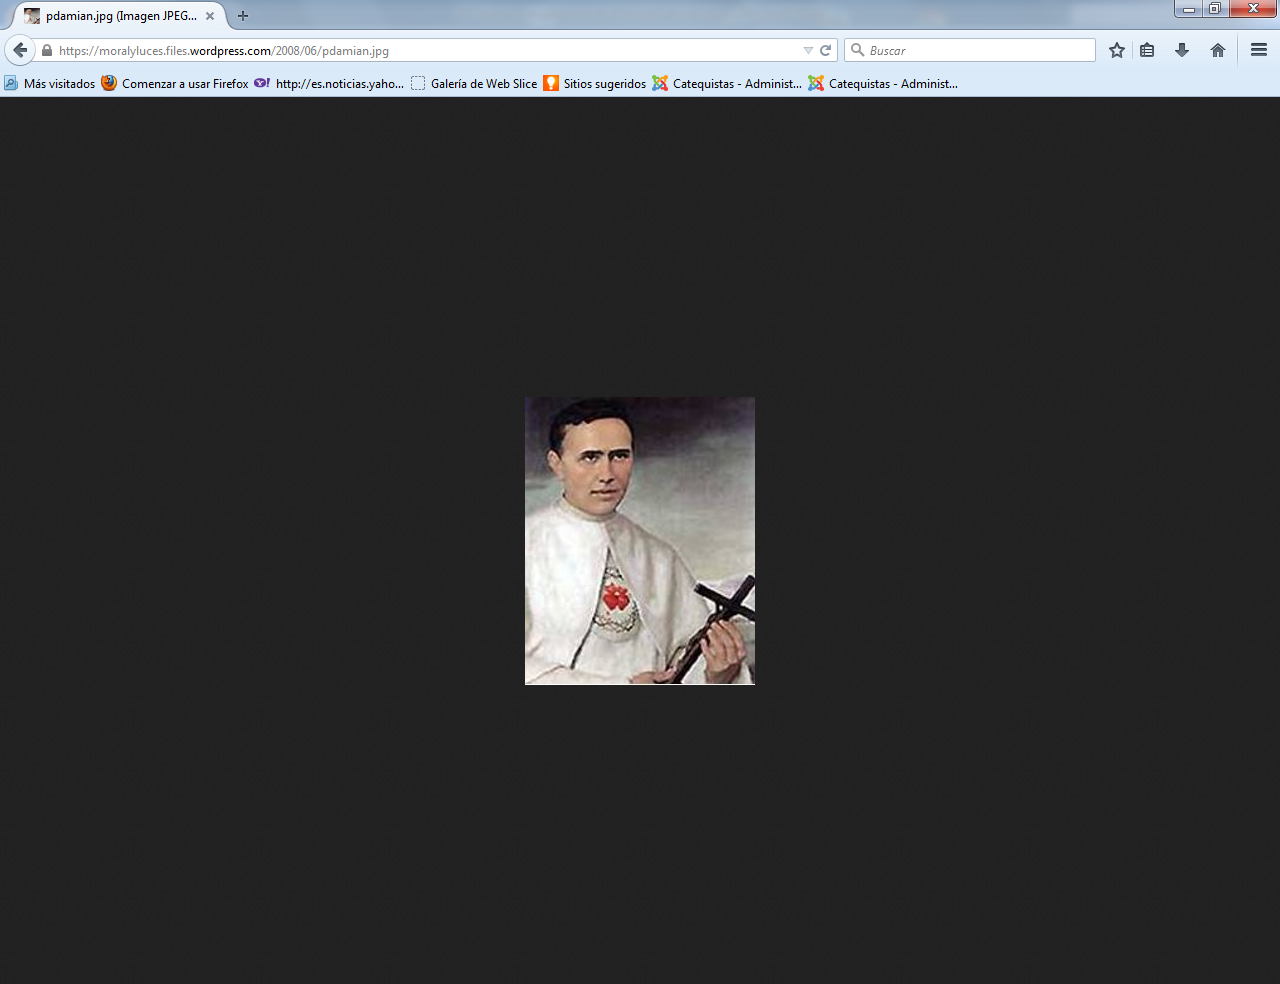 pdamian.jpg (Imagen JPEG...
https://moralyluces.files.wordpress.com/2008/06/pdamian.jpg
Buscar
Más visitados Comenzar a usar Firefox http://es.noticias.yaho... Galería de Web Slice Sitios sugeridos Catequistas - Administ... Catequistas - Administ...